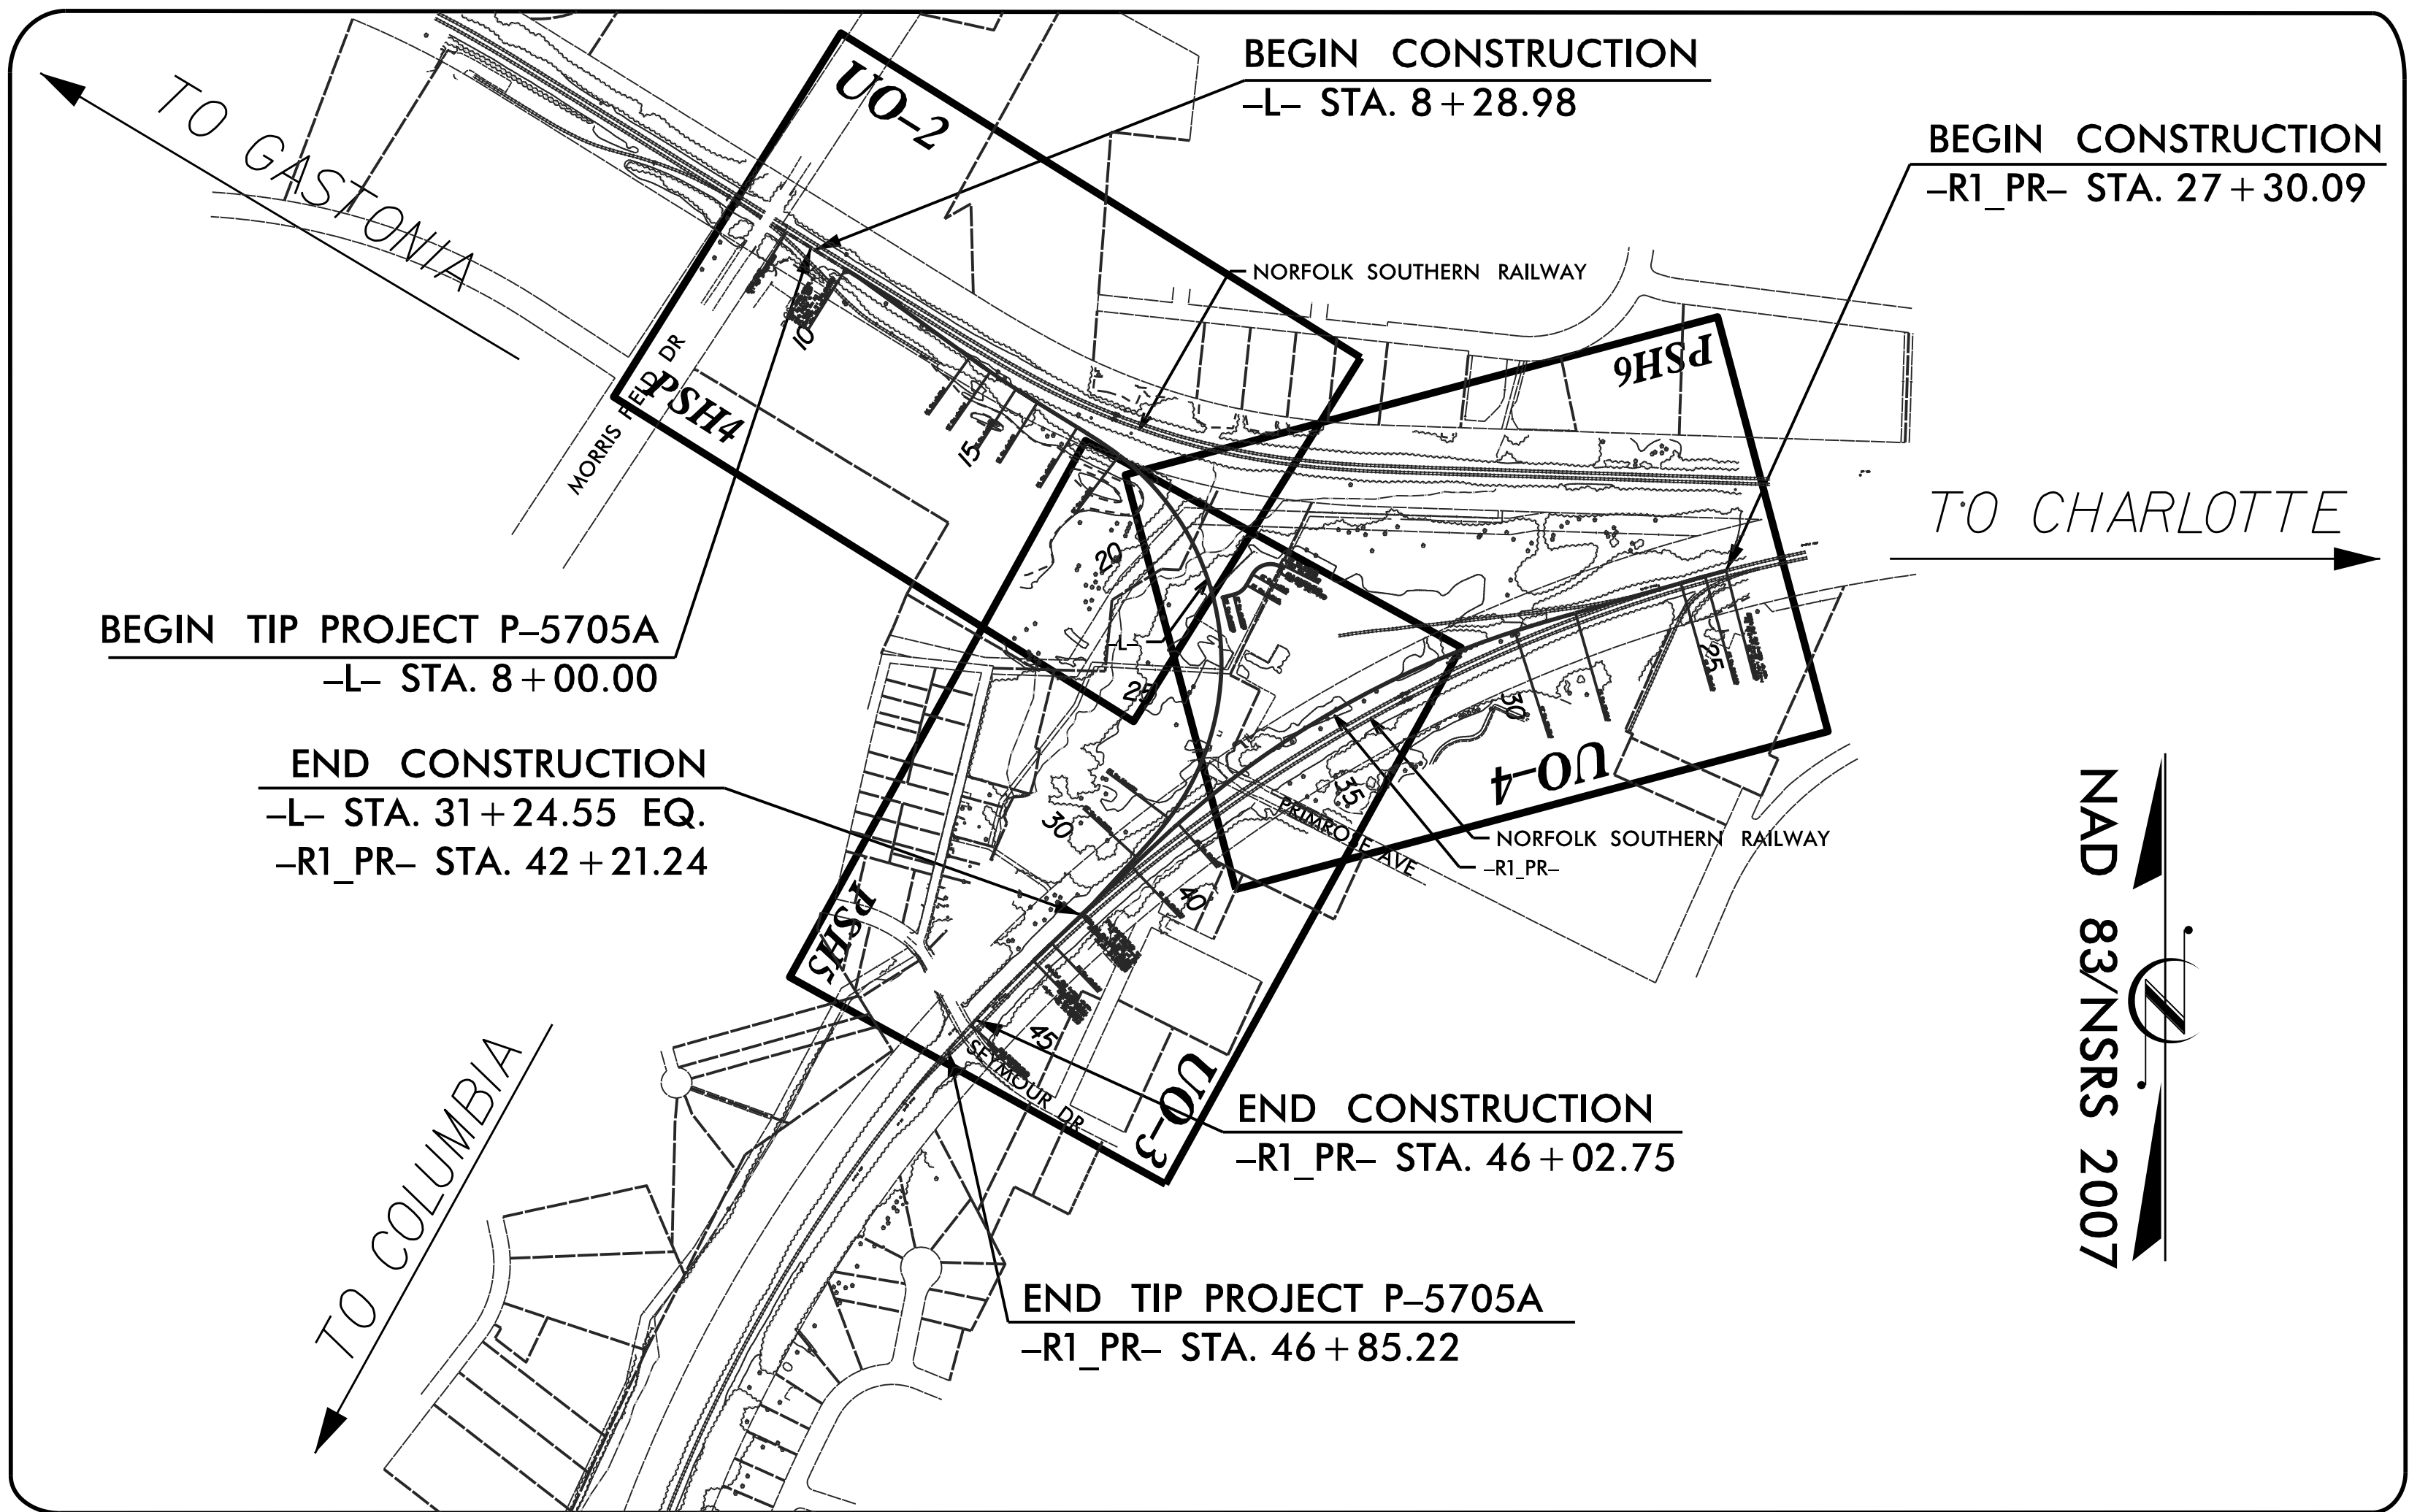 BEGIN CONSTRUCTION
–L– STA. 8+28.98
BEGIN CONSTRUCTION
–R1_PR– STA. 27+30.09
TO GASTONIA
UO–2
NORFOLK SOUTHERN RAILWAY
PSH6
10
MORRIS FIELD DR
PSH4
15
TO CHARLOTTE
20
BEGIN TIP PROJECT P–5705A
–L– STA. 8+00.00
–L–
25
25
30
END CONSTRUCTION
–L– STA. 31+24.55 EQ.
–R1_PR– STA. 42+21.24
UO–4
35
30
PRIMROSE AVE
NORFOLK SOUTHERN RAILWAY
–R1_PR–
40
PSH5
NAD 83/NSRS 2007
45
SEYMOUR DR
UO–3
END CONSTRUCTION
–R1_PR– STA. 46+02.75
TO COLUMBIA
END TIP PROJECT P–5705A
–R1_PR– STA. 46+85.22